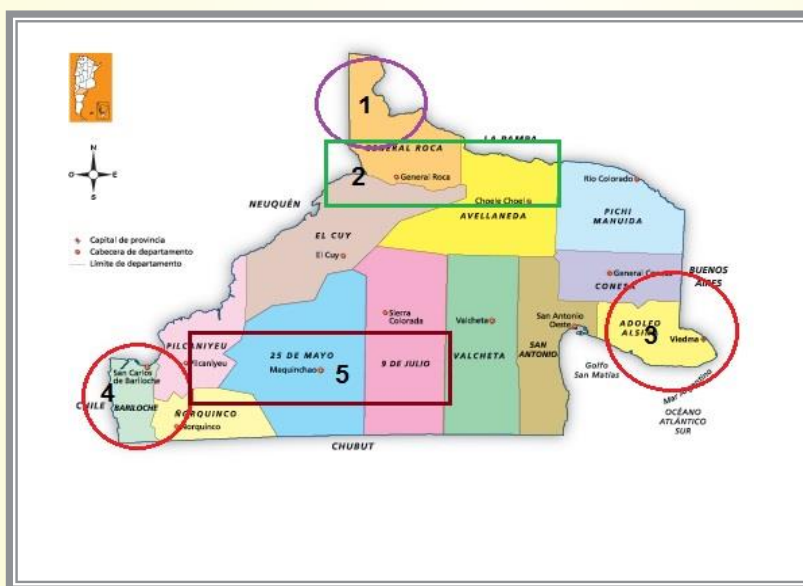 1
LA PAMPA
GENERAL ROCA
2
General Roca
Río Colorado
Choele Choel
NEUQUÉN
AVELLANEDA
PICHI
MAHUIDA
N
O
E
S
EL CUY
El Cuy
Capital de provincia
Cabecera de departamento
Límite de departamento
General Conesa
CONESA
BUENOS
AIRES
Sierra
Colorada
Valcheta
San Antonio
Oeste
ADOLFO
ALSINA
3
Viedma
PILCANIYEU
Pilcaniyeu
25 DE MAYO
Maquinchao
5
9 DE JULIO
VALCHETA
SAN
ANTONIO
Golfo
San Matías
Mar Argentino
OCÉANO
ATLÁNTICO
SUR
San Carlos
de Bariloche
4
CHILE
BARILOCHE
ÑORQUINCO
Ñorquinco
CHUBUT